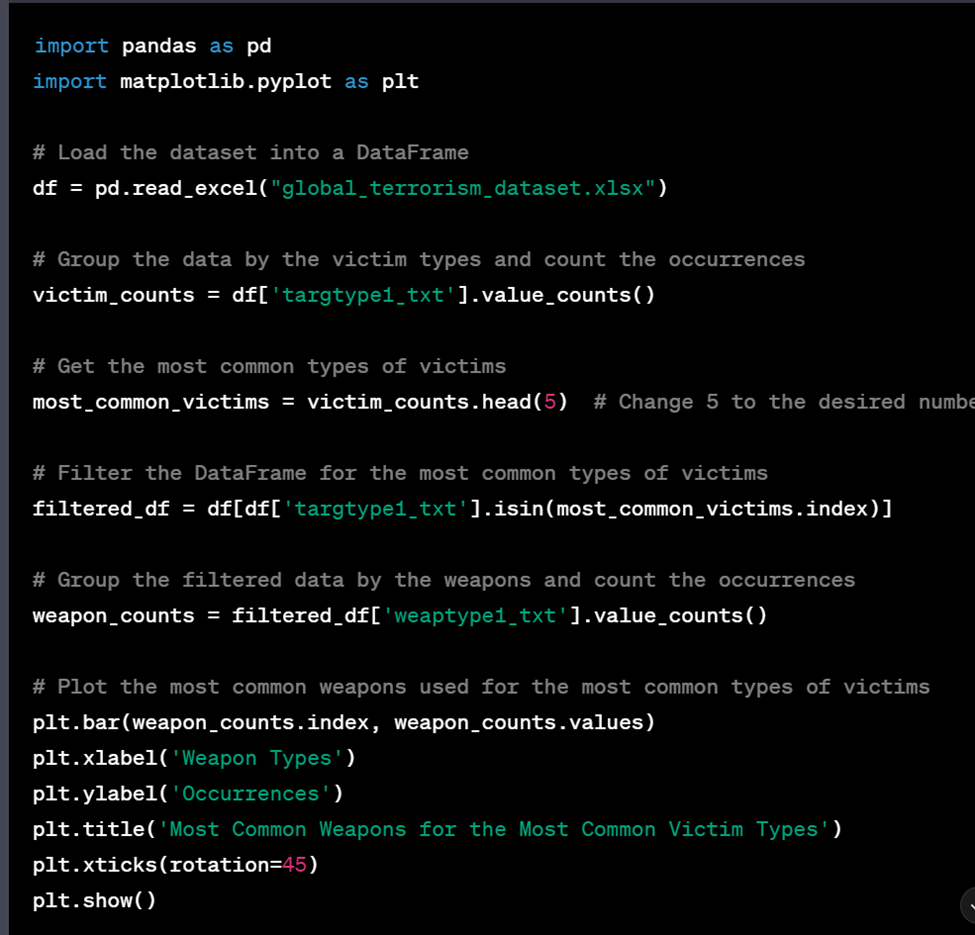 import pandas as pd
import matplotlib.pyplot as plt
# Load the dataset into a DataFrame
df = pd.read_excel("global_terrorism_dataset.xlsx")
# Group the data by the victim types and count the occurrences
victim_counts = df['targtype1_txt'].value_counts()
# Get the most common types of victims
most_common_victims = victim_counts.head(5)  # Change 5 to the desired
# Filter the DataFrame for the most common types of victims
filtered_df = df[df['targtype1_txt'].isin(most_common_victims.index)]
# Group the filtered data by the weapons and count the occurrences
weapon_counts = filtered_df['weaptype1_txt'].value_counts()
# Plot the most common weapons used for the most common types of victims
plt.bar(weapon_counts.index, weapon_counts.values)
plt.xlabel('Weapon Types')
plt.ylabel('Occurrences')
plt.title('Most Common Weapons for the Most Common Victim Types')
plt.xticks(rotation=45)
plt.show()